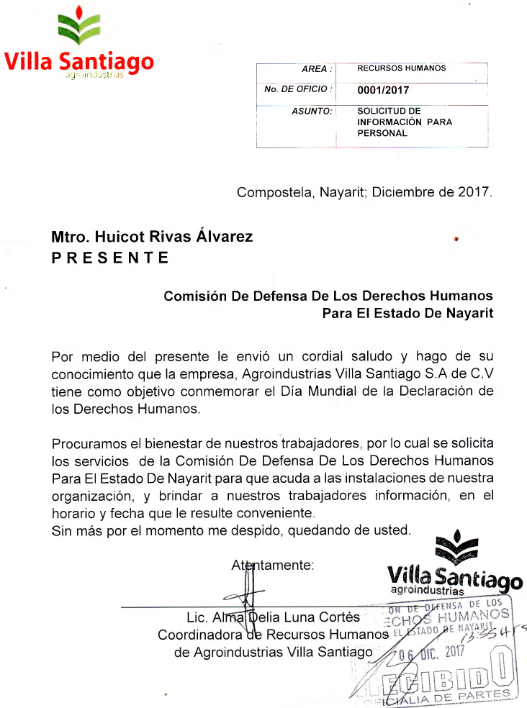 Villa Santiago
agroindustrias
AREA : RECURSOS HUMANOS
No. DE OFICIO : 0001/2017
ASUNTO: SOLICITUD DE
INFORMACIÓN PARA
PERSONAL
Compostela, Nayarit; Diciembre de 2017.
Mtro. Huicot Rivas Álvarez
P R E S E N T E
Comisión De Defensa De Los Derechos Humanos
Para El Estado De Nayarit
Por medio del presente le envió un cordial saludo y hago de su
conocimiento que la empresa, Agroindustrias Villa Santiago S.A de C.V
tiene como objetivo conmemorar el Día Mundial de la Declaración de
los Derechos Humanos.
Procuramos el bienestar de nuestros trabajadores, por lo cual se solicita
los servicios de la Comisión De Defensa De Los Derechos Humanos
Para El Estado De Nayarit para que acuda a las instalaciones de nuestra
organización, y brindar a nuestros trabajadores información, en el
horario y fecha que le resulte conveniente.
Sin más por el momento me despido, quedando de usted.
Atentamente:
Villa Santiago
agroindustrias
Lic. Alma Delia Luna Cortés
Coordinadora de Recursos Humanos
de Agroindustrias Villa Santiago
ON DE DEFENSA DE LOS
ECHOS HUMANOS
EL ESTADO DE NAYARIT
06 DIC. 2017
RECIBIDO
OFICIALIA DE PARTES